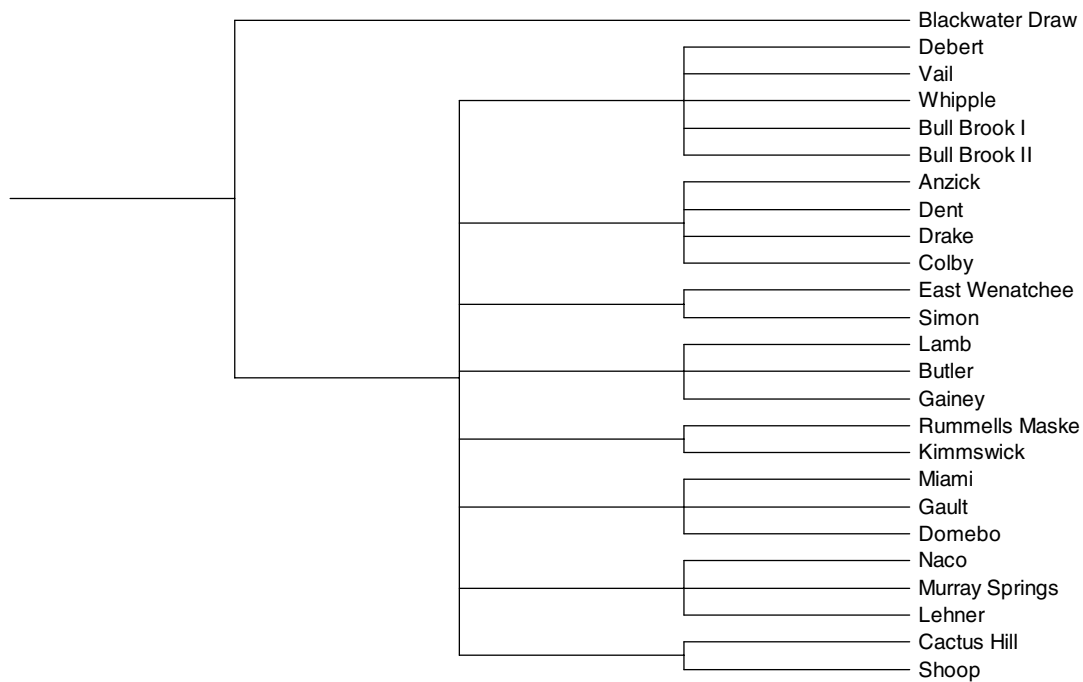 Blackwater Draw
Debert
Vail
Whipple
Bull Brook I
Bull Brook II
Anzick
Dent
Drake
Colby
East Wenatchee
Simon
Lamb
Butler
Gainey
Rummells Maske
Kimmswick
Miami
Gault
Domebo
Naco
Murray Springs
Lehner
Cactus Hill
Shoop